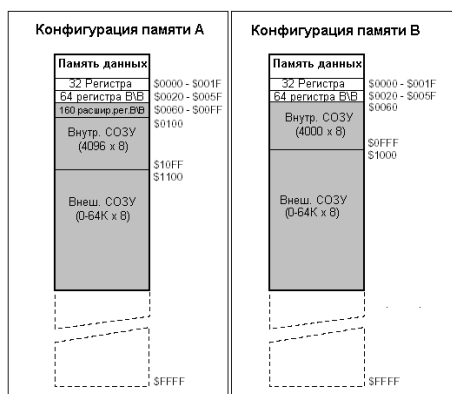 Конфигурация памяти А
Память данных
32 Регистра
$0000 - $001F
64 регистра В\В
$0020 - $005F
160 расшир.рег.В\В
$0060 - $00FF
$0100
Внутр. СОЗУ
(4096 x 8)
$10FF
$1100
Внеш. СОЗУ
(0-64К x 8)
$FFFF
Конфигурация памяти В
Память данных
32 Регистра
$0000 - $001F
64 регистра В\В
$0020 - $005F
$0060
Внутр. СОЗУ
(4000 x 8)
$0FFF
$1000
Внеш. СОЗУ
(0-64К x 8)
$FFFF